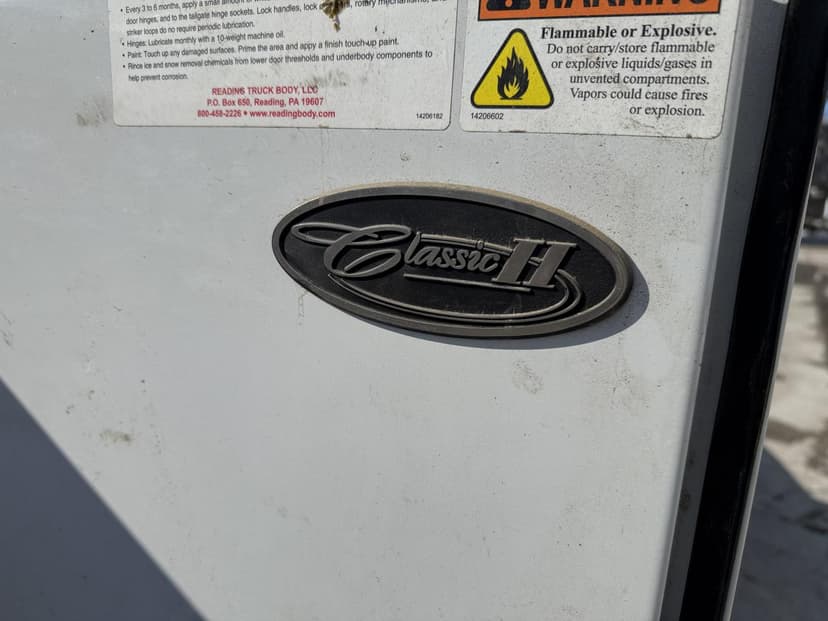 • Every 3 to 6 months, apply a small amount of
door hinges, and to the tailgate hinge sockets. Lock handles, lock rotary mechanisms,
striker loops do no require periodic lubrication.
• Hinges: Lubricate monthly with a 10-weight machine oil.
• Paint: Touch up any damaged surfaces. Prime the area and appy a finish touch-up paint.
• Rince ice and snow removal chemicals from lower door thresholds and underbody components to
help prevent corrosion.
READING TRUCK BODY, LLC
P.O. Box 650, Reading, PA 19607
800-458-2226 • www.readingbody.com
14206182
WARNING
Flammable or Explosive.
Do not carry/store flammable
or explosive liquids/gases in
unvented compartments.
Vapors could cause fires
or explosion.
14206602
Classic II